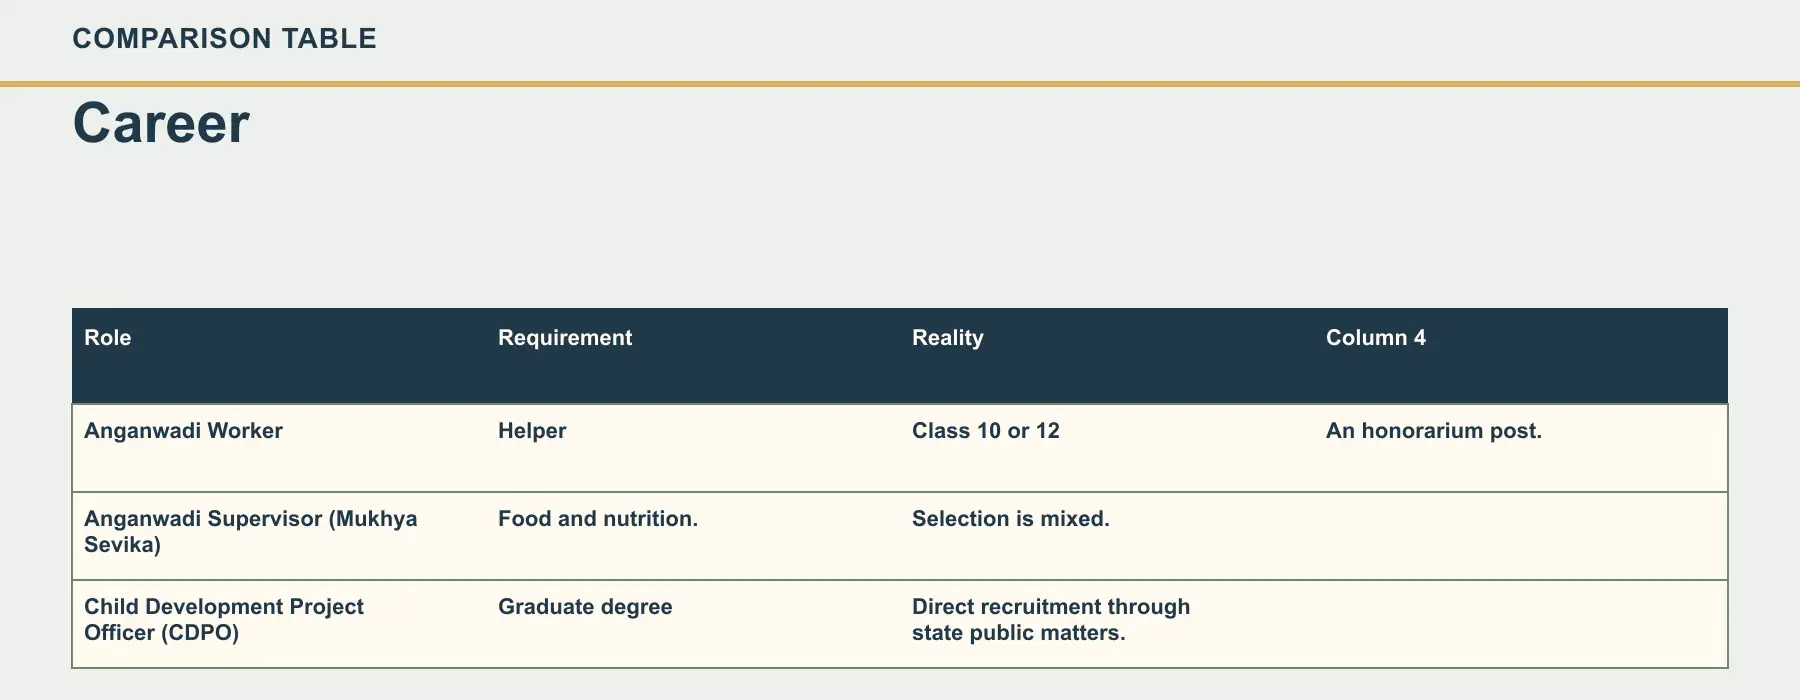 COMPARISON TABLE
Career
Role Requirement Reality Column 4
Anganwadi Worker Helper Class 10 or 12 An honorarium post.
Anganwadi Supervisor (Mukhya Food and nutrition. Selection is mixed.
Sevika)
Child Development Project Graduate degree Direct recruitment through
Officer (CDPO) state public matters.